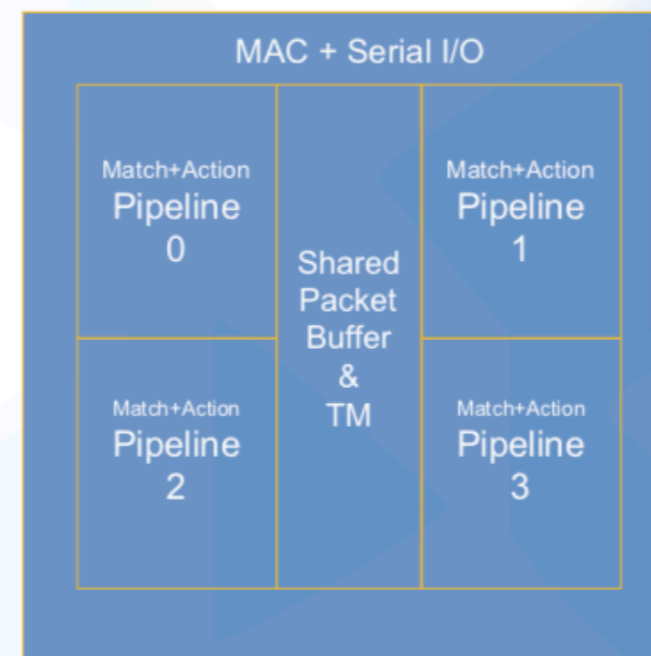 MAC + Serial I/O
Match+Action
Pipeline
0
Shared
Packet
Buffer
&
TM
Match+Action
Pipeline
1
Match+Action
Pipeline
2
Match+Action
Pipeline
3